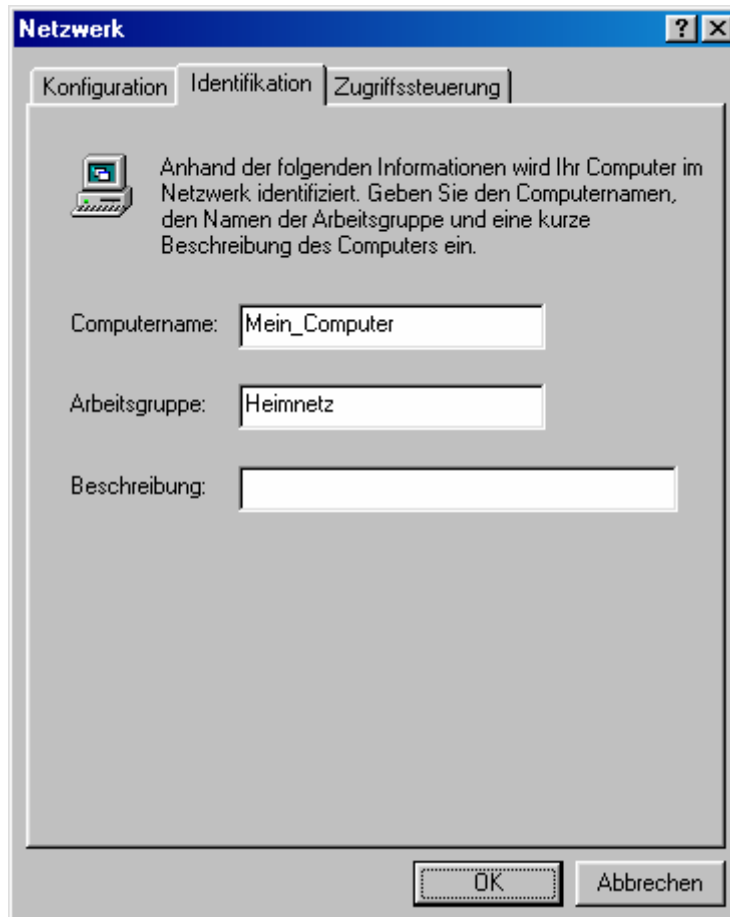 Netzwerk
Konfiguration Identifikation Zugriffssteuerung
Anhand der folgenden Informationen wird Ihr Computer im
Netzwerk identifiziert. Geben Sie den Computernamen,
den Namen der Arbeitsgruppe und eine kurze
Beschreibung des Computers ein.
Computername: Mein_Computer
Arbeitsgruppe: Heimnetz
Beschreibung:
OK Abbrechen